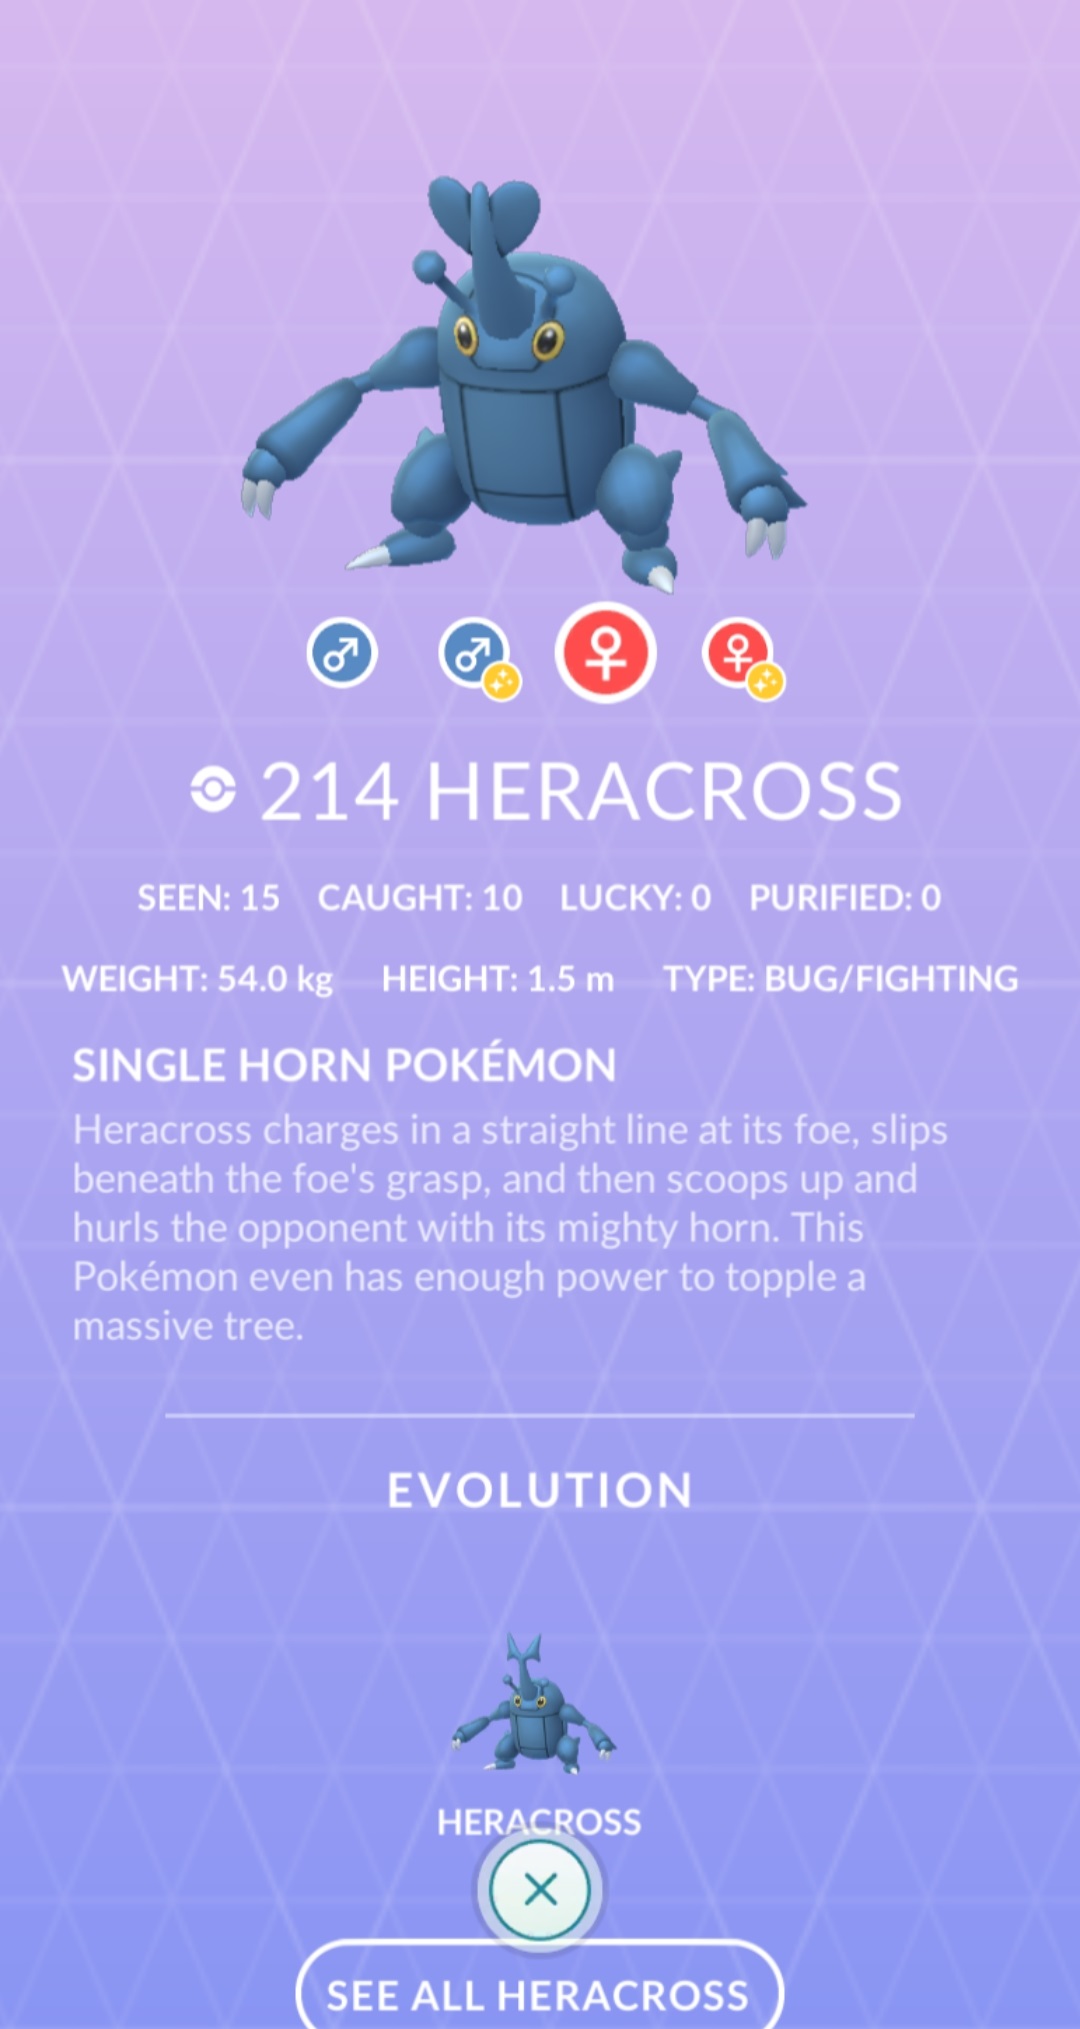 214 HERACROSS
SEEN: 15 CAUGHT: 10 LUCKY: 0 PURIFIED: 0
WEIGHT: 54.0 kg HEIGHT: 1.5 m TYPE: BUG/FIGHTING
SINGLE HORN POKÉMON
Heracross charges in a straight line at its foe, slips
beneath the foe's grasp, and then scoops up and
hurls the opponent with its mighty horn. This
Pokémon even has enough power to topple a
massive tree.
EVOLUTION
HERACROSS
SEE ALL HERACROSS